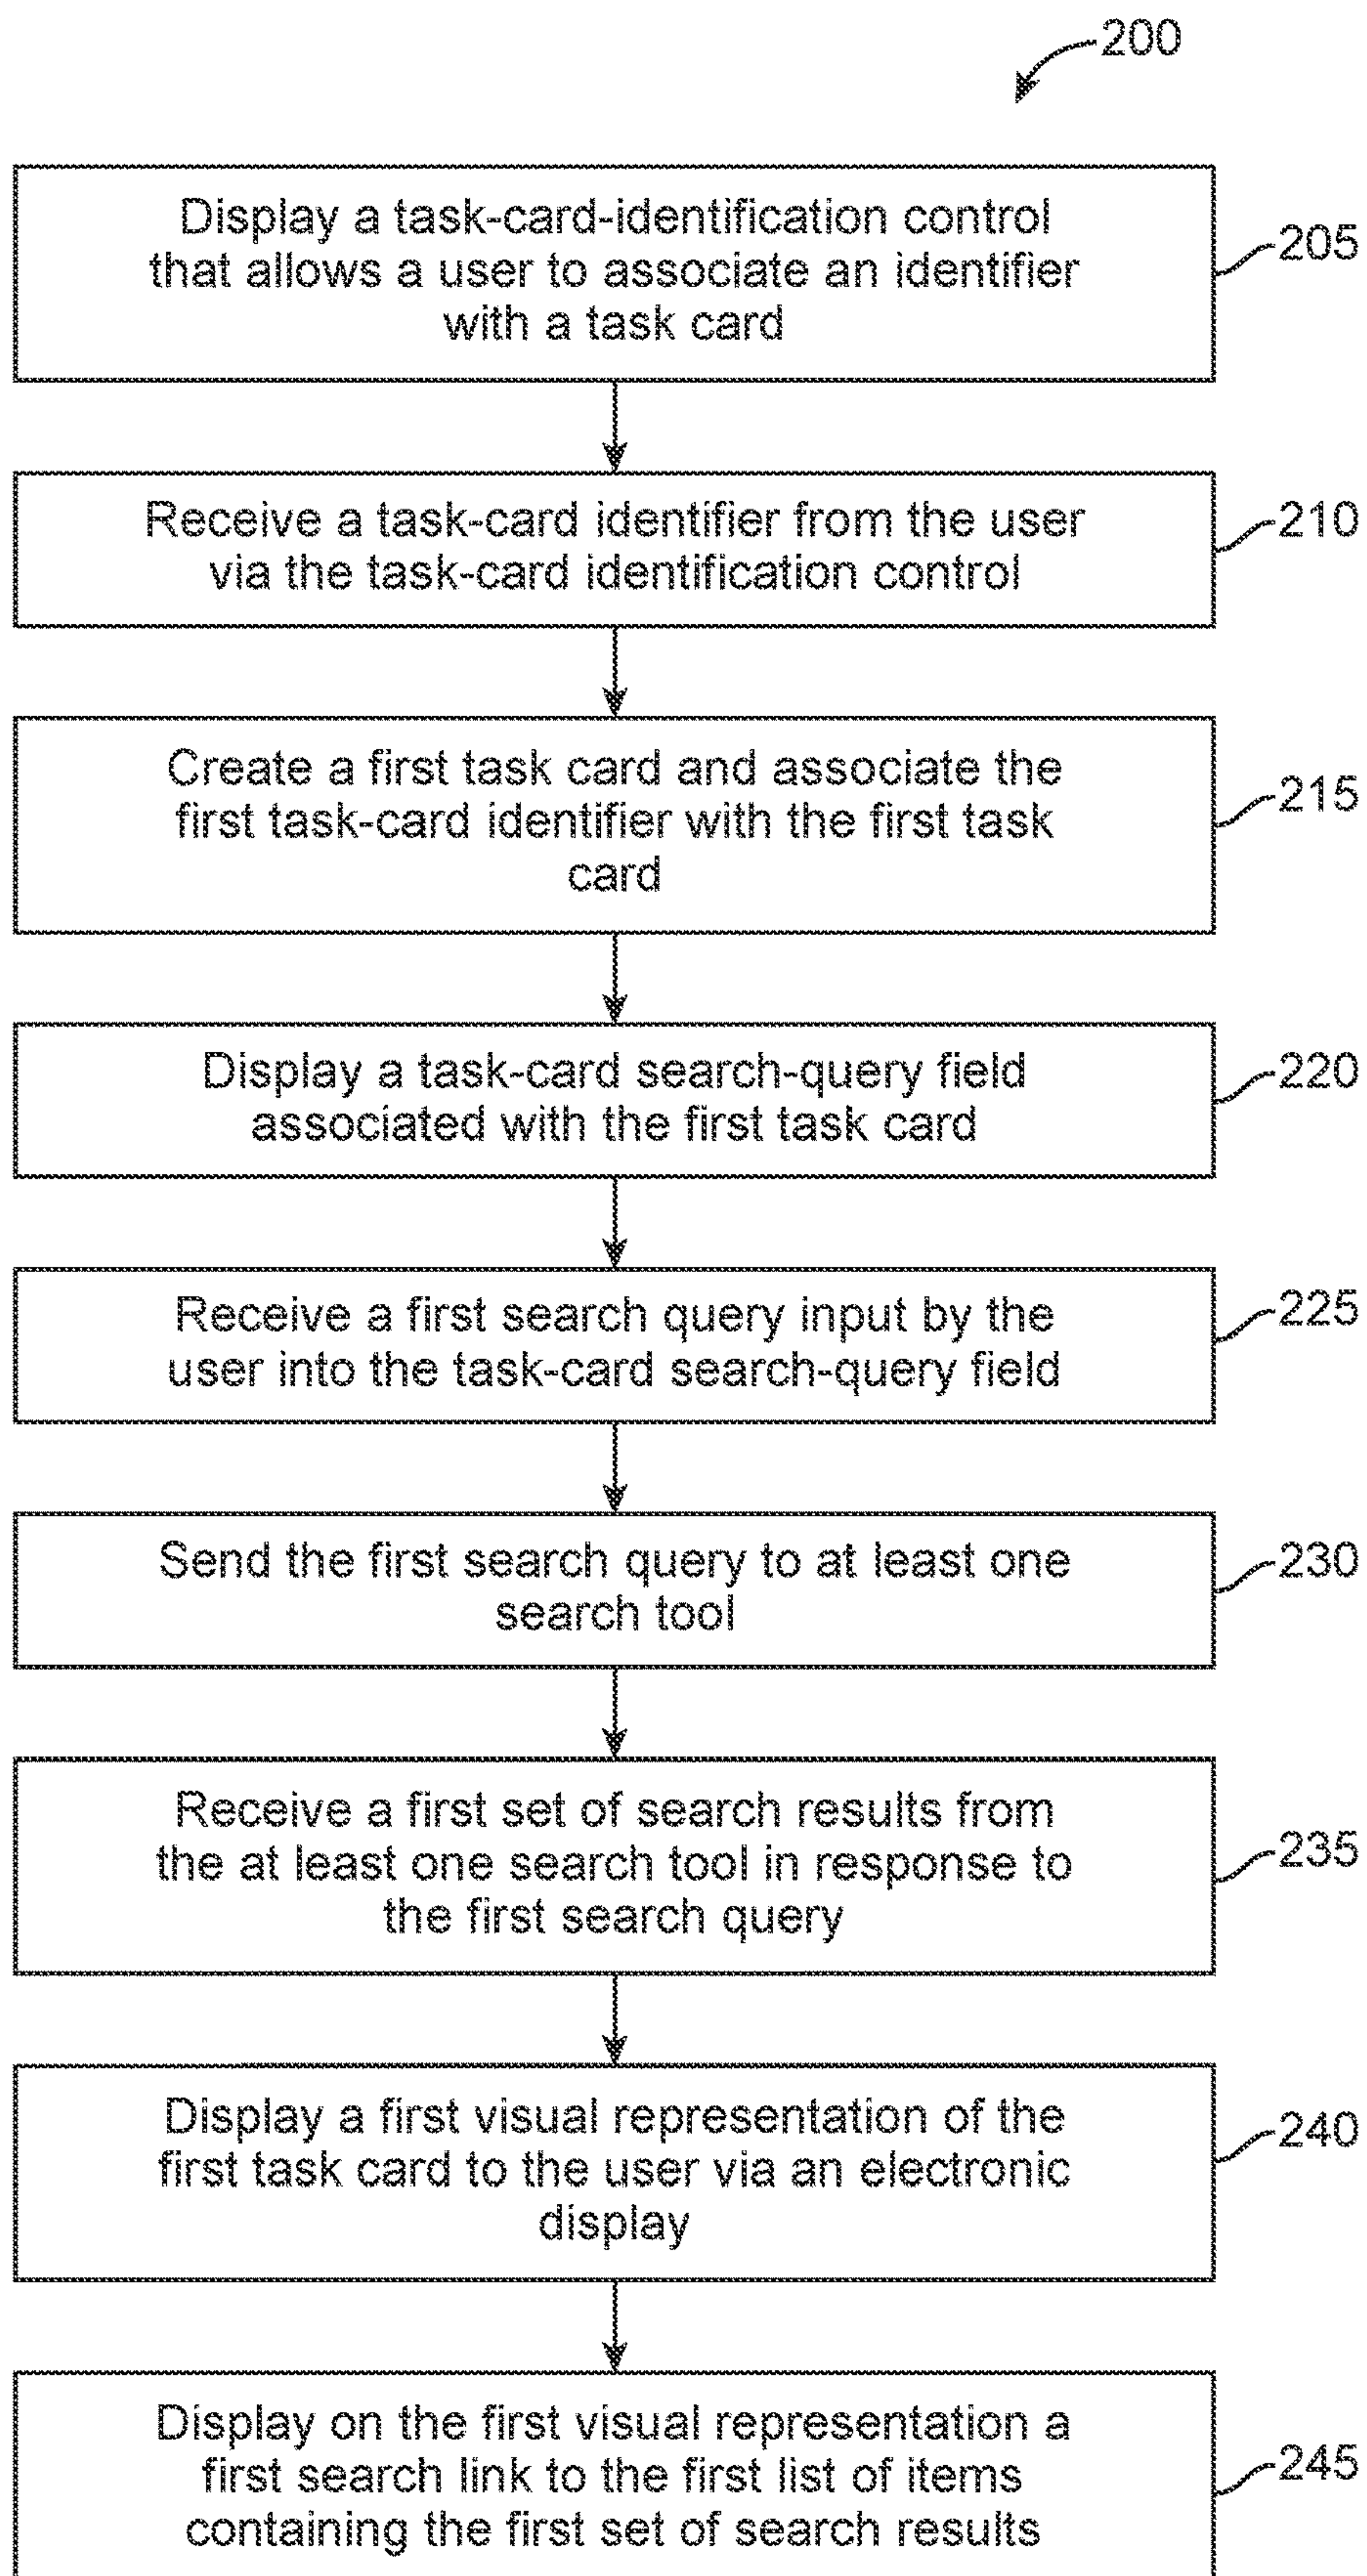 200
Display a task-card-identification control
that allows a user to associate an identifier
with a task card
205
Receive a task-card identifier from the user
via the task-card identification control
210
Create a first task card and associate the
first task-card identifier with the first task
card
215
Display a task-card search-query field
associated with the first task card
220
Receive a first search query input by the
user into the task-card search-query field
225
Send the first search query to at least one
search tool
230
Receive a first set of search results from
the at least one search tool in response to
the first search query
235
Display a first visual representation of the
first task card to the user via an electronic
display
240
Display on the first visual representation a
first search link to the first list of items
containing the first set of search results
245